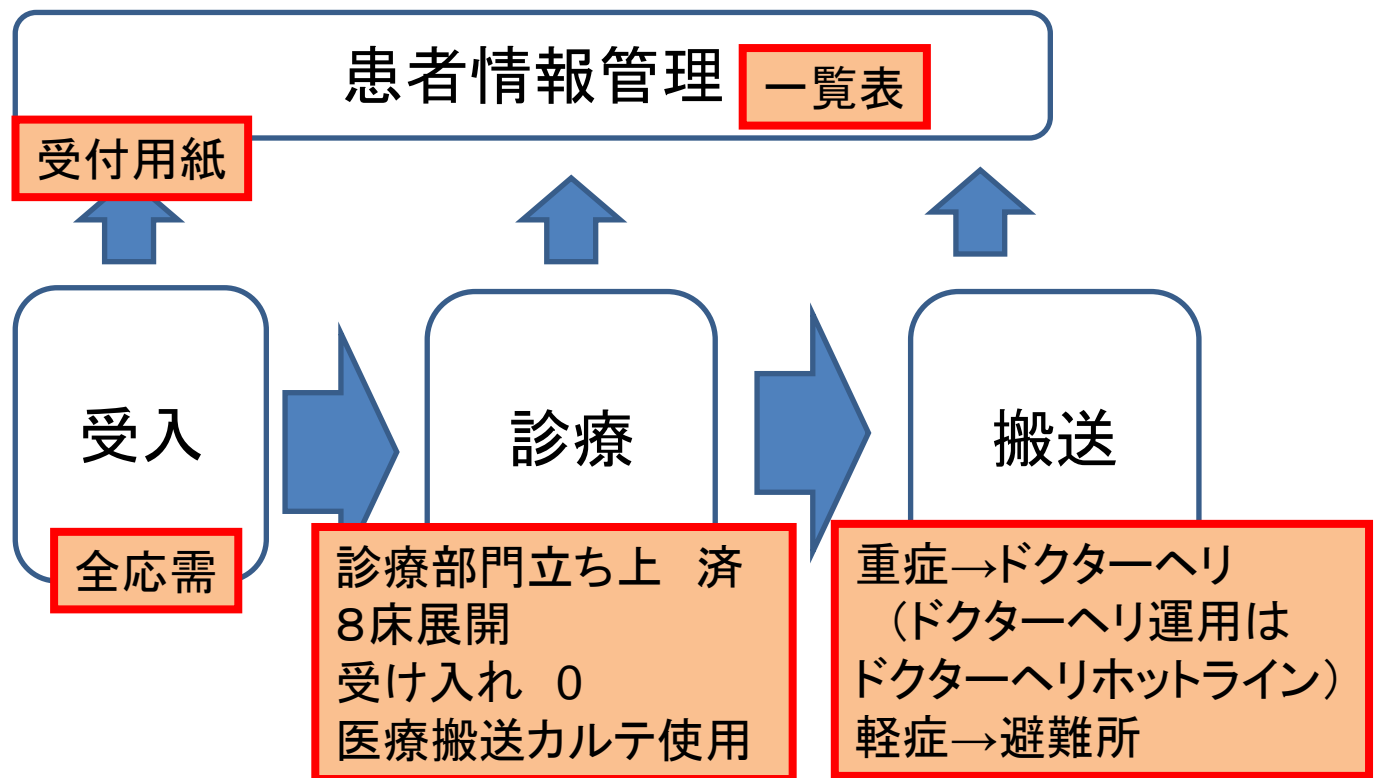 患者情報管理
一覧表
受付用紙
受入
全応需
診療
診療部門立ち上　済
８床展開
受け入れ　０
医療搬送カルテ使用
搬送
重症→ドクターヘリ
（ドクターヘリ運用は
ドクターヘリホットライン）
軽症→避難所